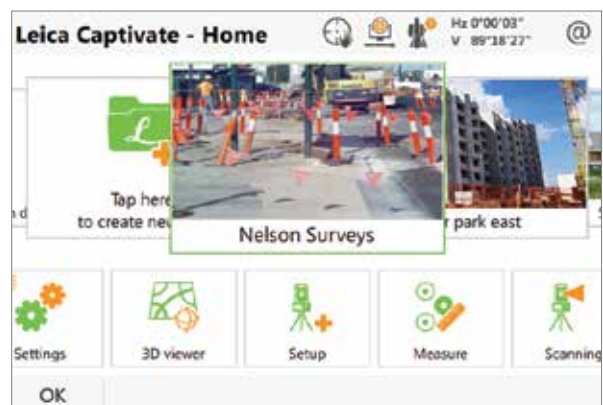 Leica Captivate - Home
Hz 0°00'03"
V 89°18'27"
@
Tap here
to create new
Nelson Surveys
park east
Settings
3D viewer
Setup
Measure
Scanning
OK